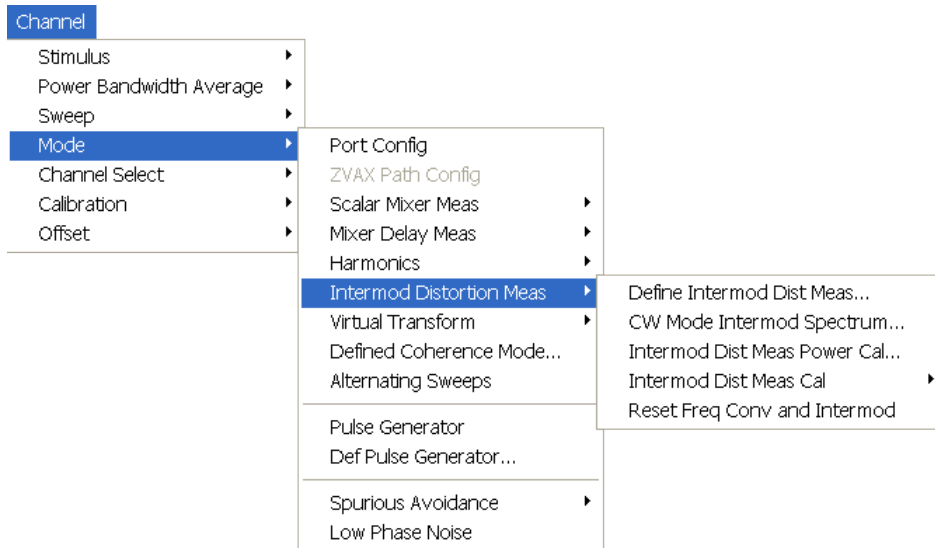 Channel
Stimulus
Power Bandwidth Average
Sweep
Mode
Channel Select
Calibration
Offset
Port Config
ZVAX Path Config
Scalar Mixer Meas
Mixer Delay Meas
Harmonics
Intermod Distortion Meas
Virtual Transform
Defined Coherence Mode...
Alternating Sweeps
Pulse Generator
Def Pulse Generator...
Spurious Avoidance
Low Phase Noise
Define Intermod Dist Meas...
CW Mode Intermod Spectrum...
Intermod Dist Meas Power Cal...
Intermod Dist Meas Cal
Reset Freq Conv and Intermod